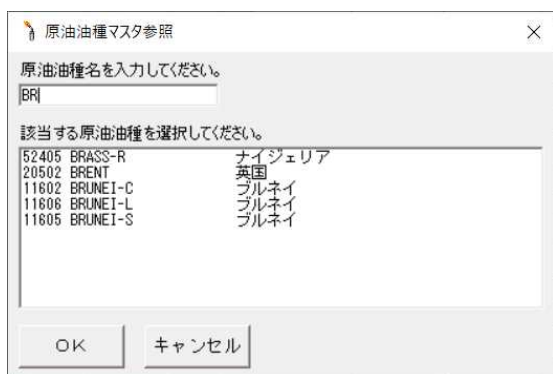 原油油種マスタ参照
原油油種名を入力してください。
BR
該当する原油油種を選択してください。
52405 BRASS-R ナイジェリア
20502 BRENT 英国
11602 BRUNEI-C ブルネイ
11606 BRUNEI-L ブルネイ
11605 BRUNEI-S ブルネイ
OK キャンセル